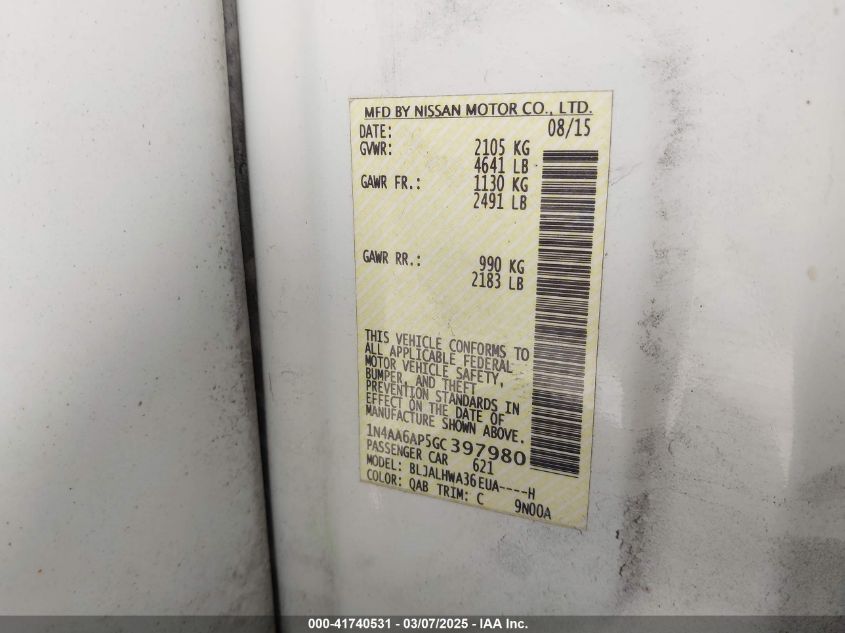 MFD BY NISSAN MOTOR CO., LTD.
DATE: 08/15
GVWR: 2105 KG
4641 LB
GAWR FR.: 1130 KG
2491 LB
GAWR RR.: 990 KG
2183 LB
THIS VEHICLE CONFORMS TO
ALL APPLICABLE FEDERAL
MOTOR VEHICLE SAFETY,
BUMPER, AND THEFT
PREVENTION STANDARDS IN
EFFECT ON THE DATE OF
MANUFACTURE SHOWN ABOVE.
1N4AA6AP5GC397980
PASSENGER CAR 621
MODEL: BLJALHWA36EUA----H
COLOR: QAB TRIM: C 9N00A
000-41740531 - 03/07/2025 - IAA Inc.